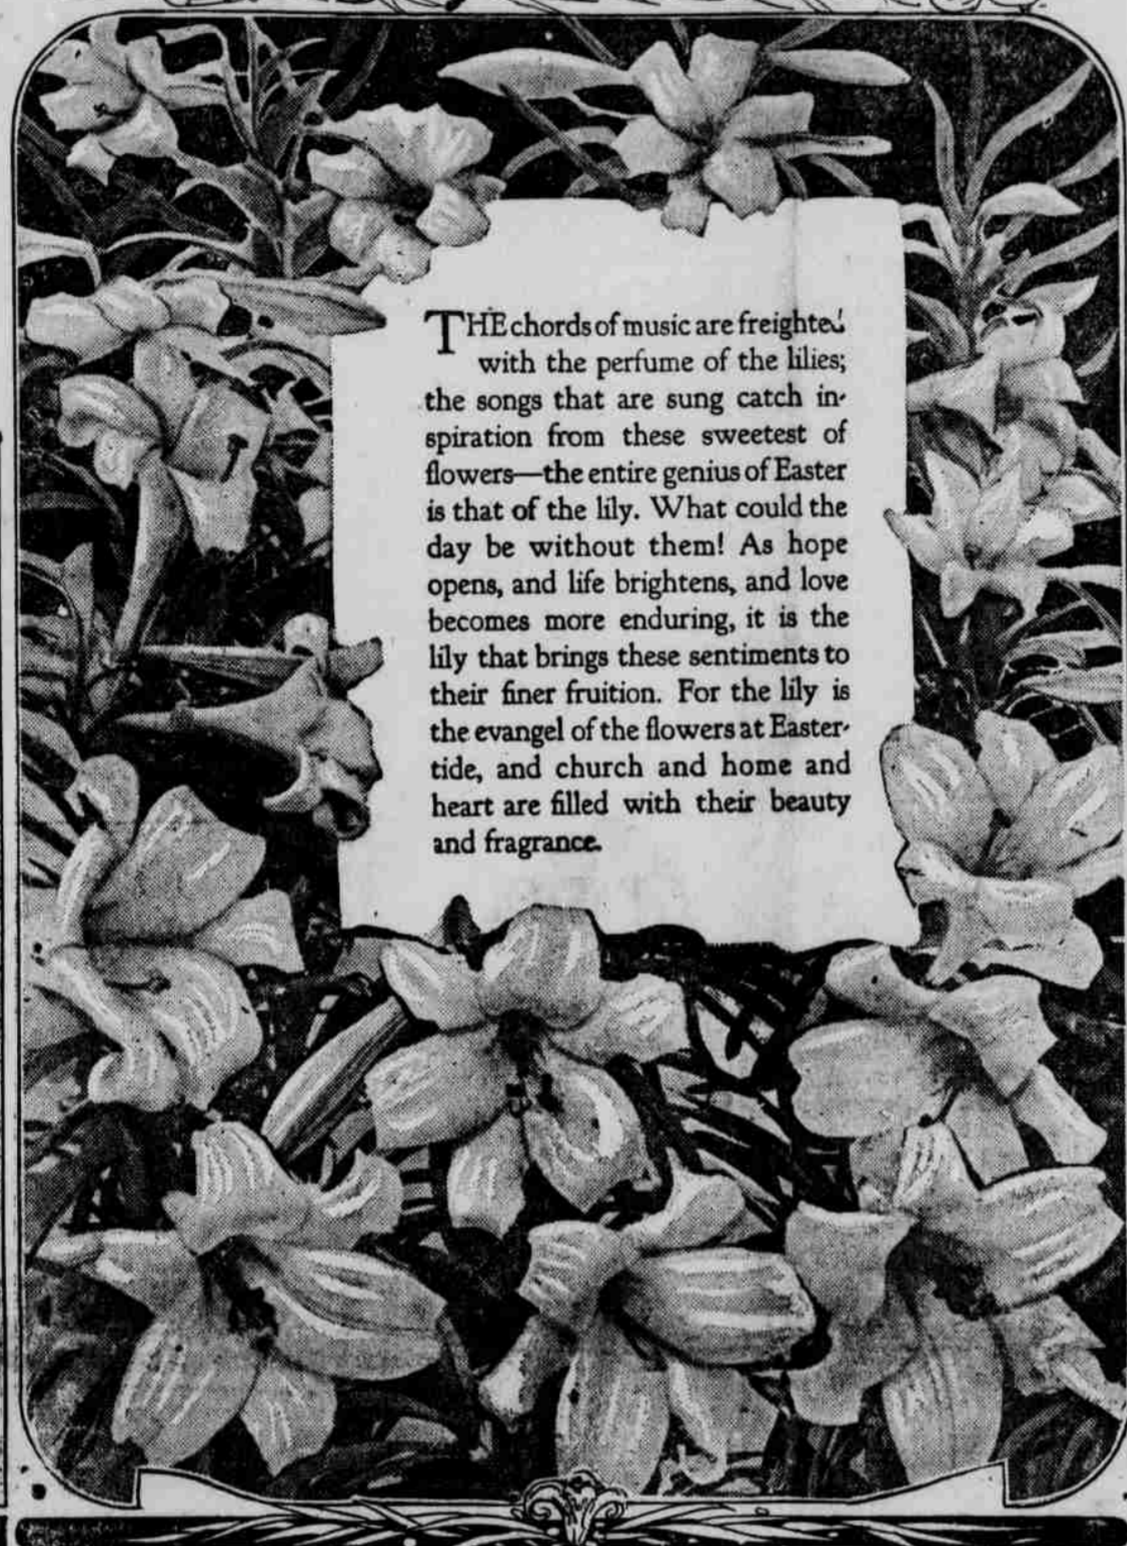 THE chords of music are freighted
with the perfume of the lilies;
the songs that are sung catch in-
spiration from these sweetest of
flowers—the entire genius of Easter
is that of the lily. What could the
day be without them! As hope
opens, and life brightens, and love
becomes more enduring, it is the
lily that brings these sentiments to
their finer fruition. For the lily is
the evangel of the flowers at Easter-
tide, and church and home and
heart are filled with their beauty
and fragrance.